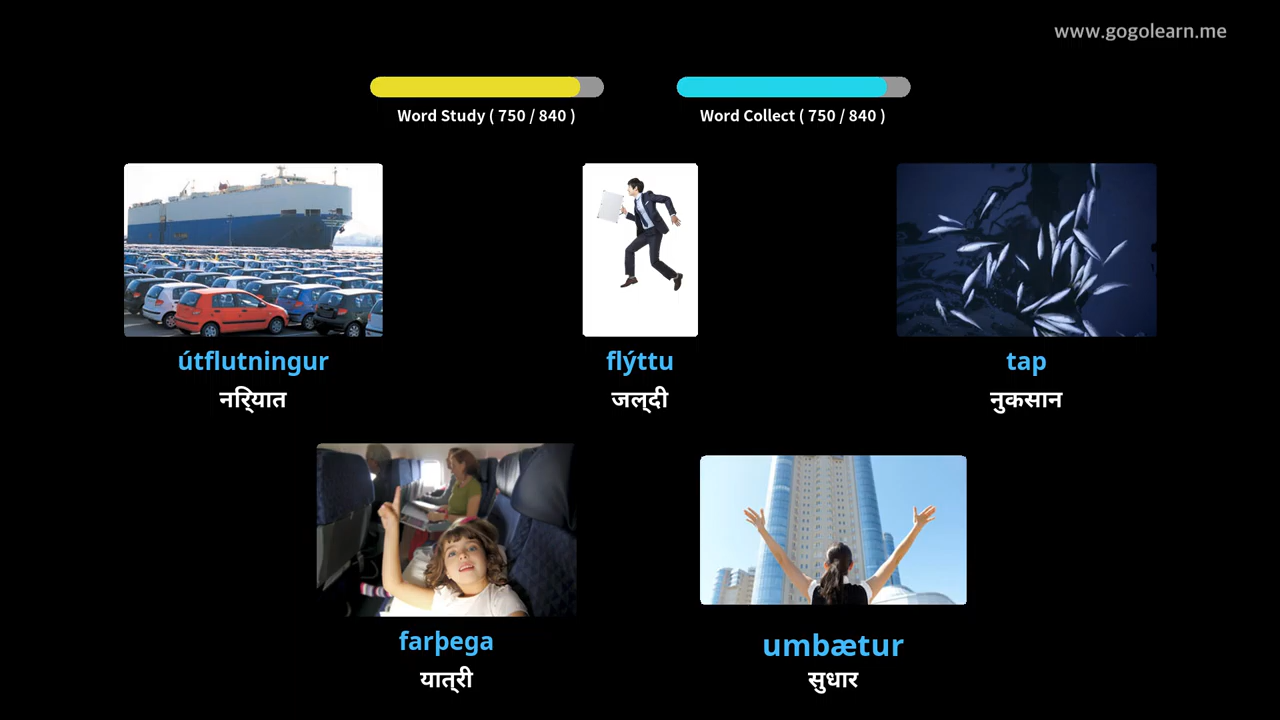 www.gogolearn.me
Word Study ( 750 / 840 )
Word Collect ( 750 / 840 )
útflutningur
निर्यात
flýttu
जल्दी
tap
नुकसान
farþega
यात्री
umbætur
सुधार